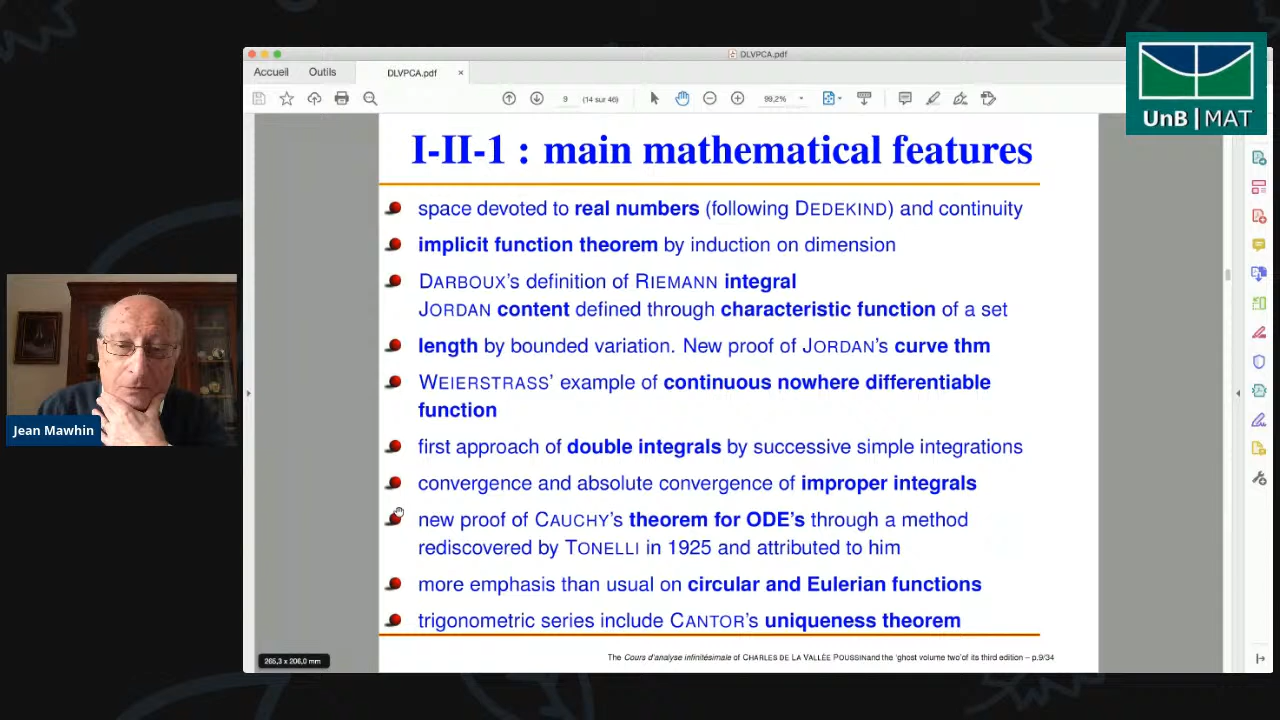 DLVPCA.pdf
Accueil Outils DLVPCA.pdf ×
9 (14 sur 46) 99,2%
UnB | MAT
I-II-1 : main mathematical features
space devoted to real numbers (following DEDEKIND) and continuity
implicit function theorem by induction on dimension
DARBOUX's definition of RIEMANN integral
JORDAN content defined through characteristic function of a set
length by bounded variation. New proof of JORDAN's curve thm
WEIERSTRASS' example of continuous nowhere differentiable
function
first approach of double integrals by successive simple integrations
convergence and absolute convergence of improper integrals
new proof of CAUCHY's theorem for ODE's through a method
rediscovered by TONELLI in 1925 and attributed to him
more emphasis than usual on circular and Eulerian functions
trigonometric series include CANTOR's uniqueness theorem
The Cours d'analyse infinitésimale of CHARLES DE LA VALLÉE POUSSINand the 'ghost volume two'of its third edition – p.9/34
265,3 x 206,0 mm
Jean Mawhin